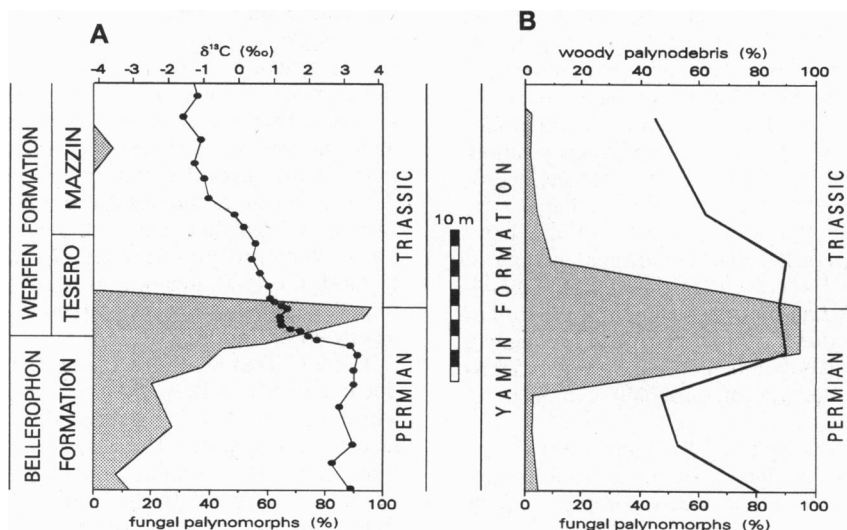 A
δ¹³C (‰)
-4 -3 -2 -1 0 1 2 3 4
WERFEN FORMATION
MAZZIN
TESERO
BELLEROPHON
FORMATION
TRIASSIC
PERMIAN
0 20 40 60 80 100
fungal palynomorphs (%)
10 m
B
woody palynodebris (%)
0 20 40 60 80 100
YAMIN FORMATION
TRIASSIC
PERMIAN
0 20 40 60 80 100
fungal palynomorphs (%)